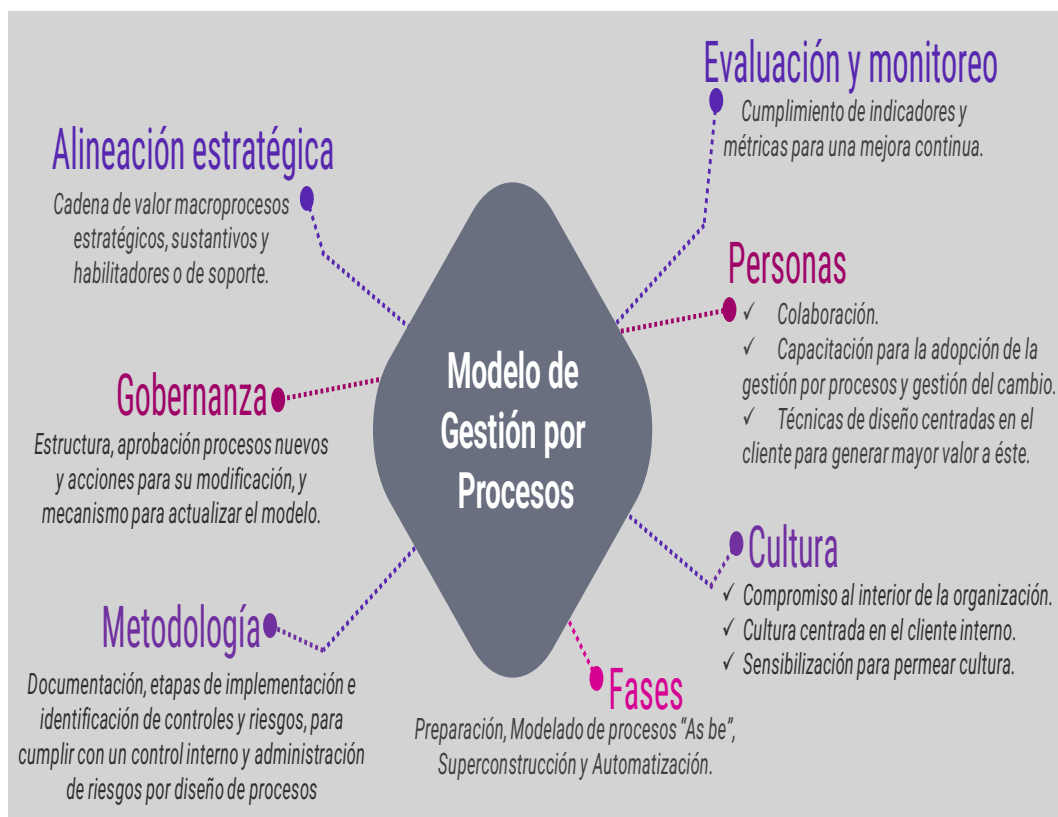 Evaluación y monitoreo
Cumplimiento de indicadores y
métricas para una mejora continua.
Alineación estratégica
Cadena de valor macroprocesos
estratégicos, sustantivos y
habilitadores o de soporte.
Personas
✓ Colaboración.
✓ Capacitación para la adopción de la
gestión por procesos y gestión del cambio.
✓ Técnicas de diseño centradas en el
cliente para generar mayor valor a éste.
Modelo de
Gestión por
Procesos
Gobernanza
Estructura, aprobación procesos nuevos
y acciones para su modificación, y
mecanismo para actualizar el modelo.
Cultura
✓ Compromiso al interior de la organización.
✓ Cultura centrada en el cliente interno.
✓ Sensibilización para permear cultura.
Metodología
Documentación, etapas de implementación e
identificación de controles y riesgos, para
cumplir con un control interno y administración
de riesgos por diseño de procesos
Fases
Preparación, Modelado de procesos “As be”,
Superconstrucción y Automatización.